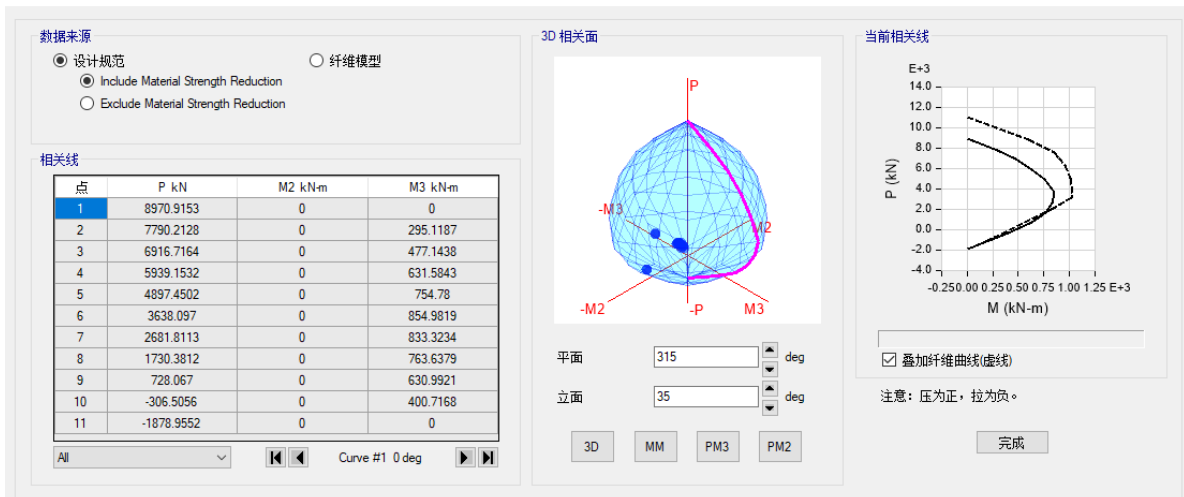 数据来源
设计规范
纤维模型
Include Material Strength Reduction
Exclude Material Strength Reduction
相关线
点 P kN M2 kN-m M3 kN-m
1 8970.9153 0 0
2 7790.2128 0 295.1187
3 6916.7164 0 477.1438
4 5939.1532 0 631.5843
5 4897.4502 0 754.78
6 3638.097 0 854.9819
7 2681.8113 0 833.3234
8 1730.3812 0 763.6379
9 728.067 0 630.9921
10 -306.5056 0 400.7168
11 -1878.9552 0 0
All
Curve #1 0 deg
3D 相关面
P
-M3
M2
-M2
-P
M3
平面 315 deg
立面 35 deg
3D MM PM3 PM2
当前相关线
E+3
14.0
12.0
10.0
8.0
6.0
4.0
2.0
0.0
-2.0
-4.0
P (kN)
-0.250.00 0.250.50 0.75 1.00 1.25 E+3
M (kN-m)
叠加纤维曲线(虚线)
注意：压为正，拉为负。
完成